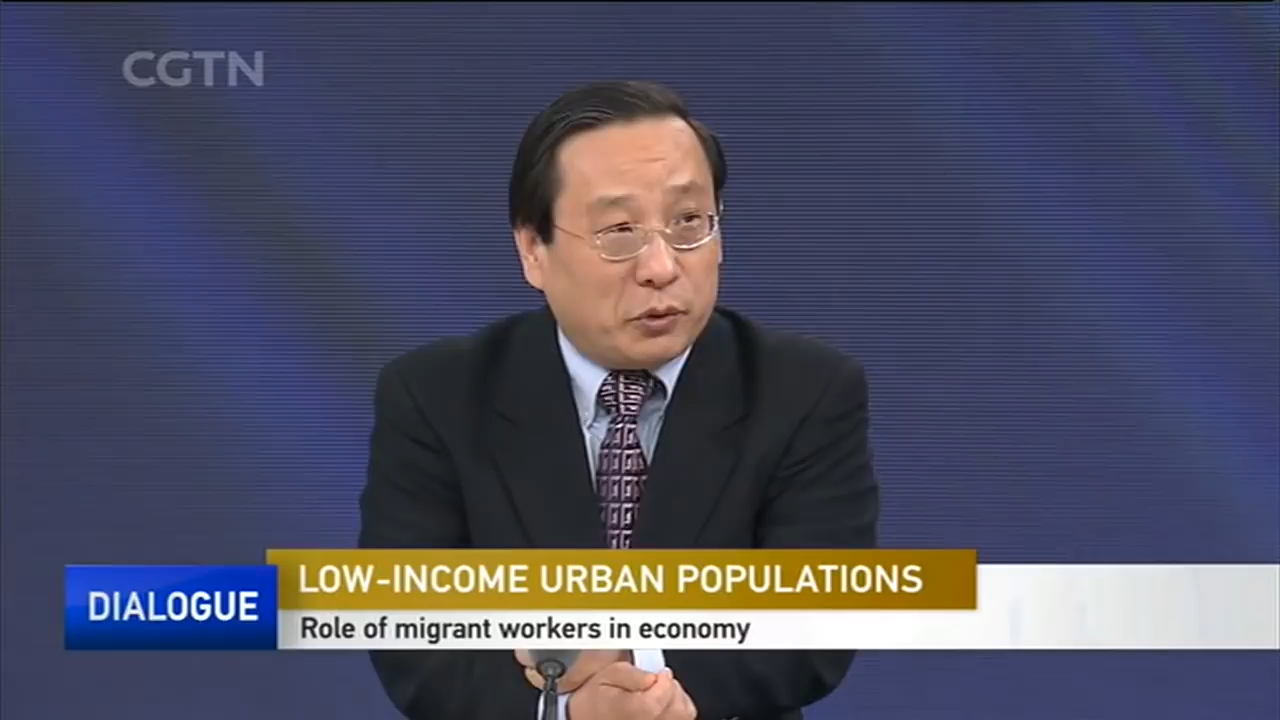 CGTN
LOW-INCOME URBAN POPULATIONS
DIALOGUE
Role of migrant workers in economy